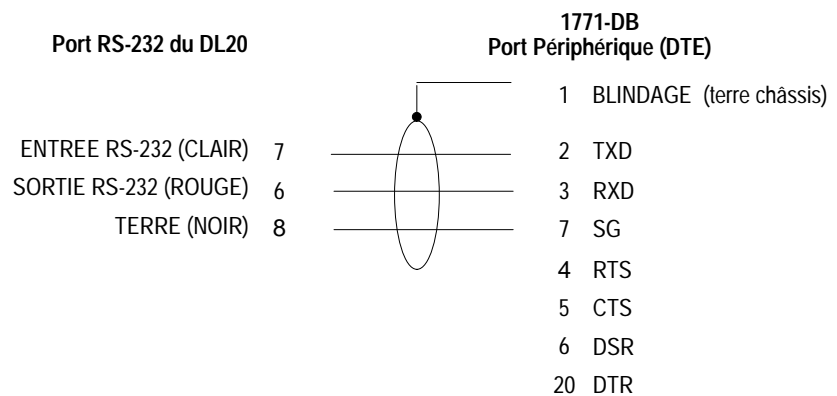 Port RS-232 du DL20
1771-DB
Port Périphérique (DTE)
1 BLINDAGE (terre châssis)
ENTREE RS-232 (CLAIR) 7
2 TXD
SORTIE RS-232 (ROUGE) 6
3 RXD
TERRE (NOIR) 8
7 SG
4 RTS
5 CTS
6 DSR
20 DTR